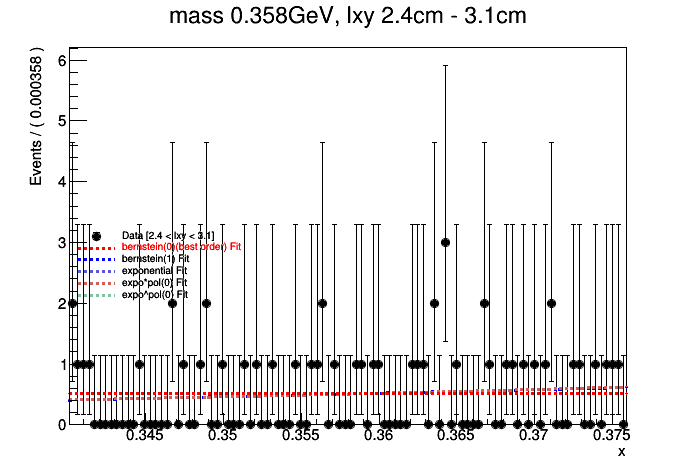 mass 0.358GeV, lxy 2.4cm - 3.1cm
Events / ( 0.000358 )
6
5
4
3
2
1
0
Data [2.4 < lxy < 3.1]
bernstein(0)(best order) Fit
bernstein(1) Fit
exponential Fit
expo*pol(0) Fit
expo^pol(0) Fit
0.345 0.35 0.355 0.36 0.365 0.37 0.375
x